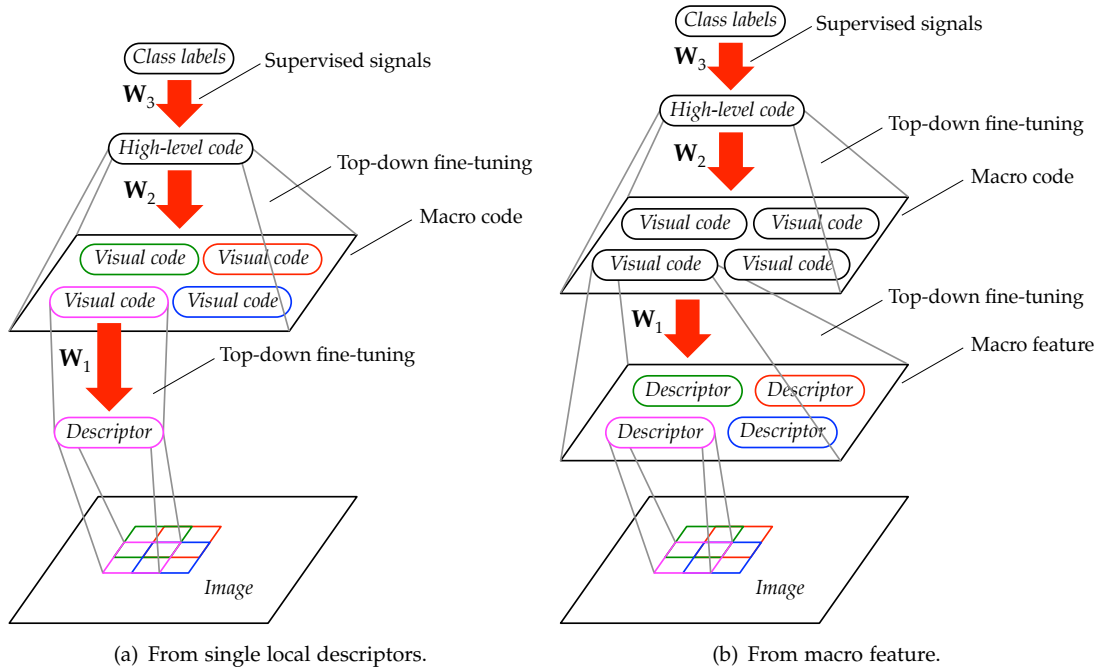 Class labels
Supervised signals
W3
High-level code
Top-down fine-tuning
W2
Macro code
Visual code Visual code
Visual code Visual code
W1
Top-down fine-tuning
Descriptor
Image
(a) From single local descriptors.
Class labels
Supervised signals
W3
High-level code
Top-down fine-tuning
W2
Macro code
Visual code Visual code
Visual code Visual code
Top-down fine-tuning
W1
Macro feature
Descriptor Descriptor
Descriptor Descriptor
Image
(b) From macro feature.